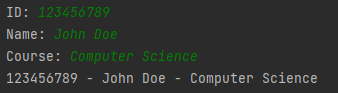 ID: 123456789
Name: John Doe
Course: Computer Science
123456789 - John Doe - Computer Science